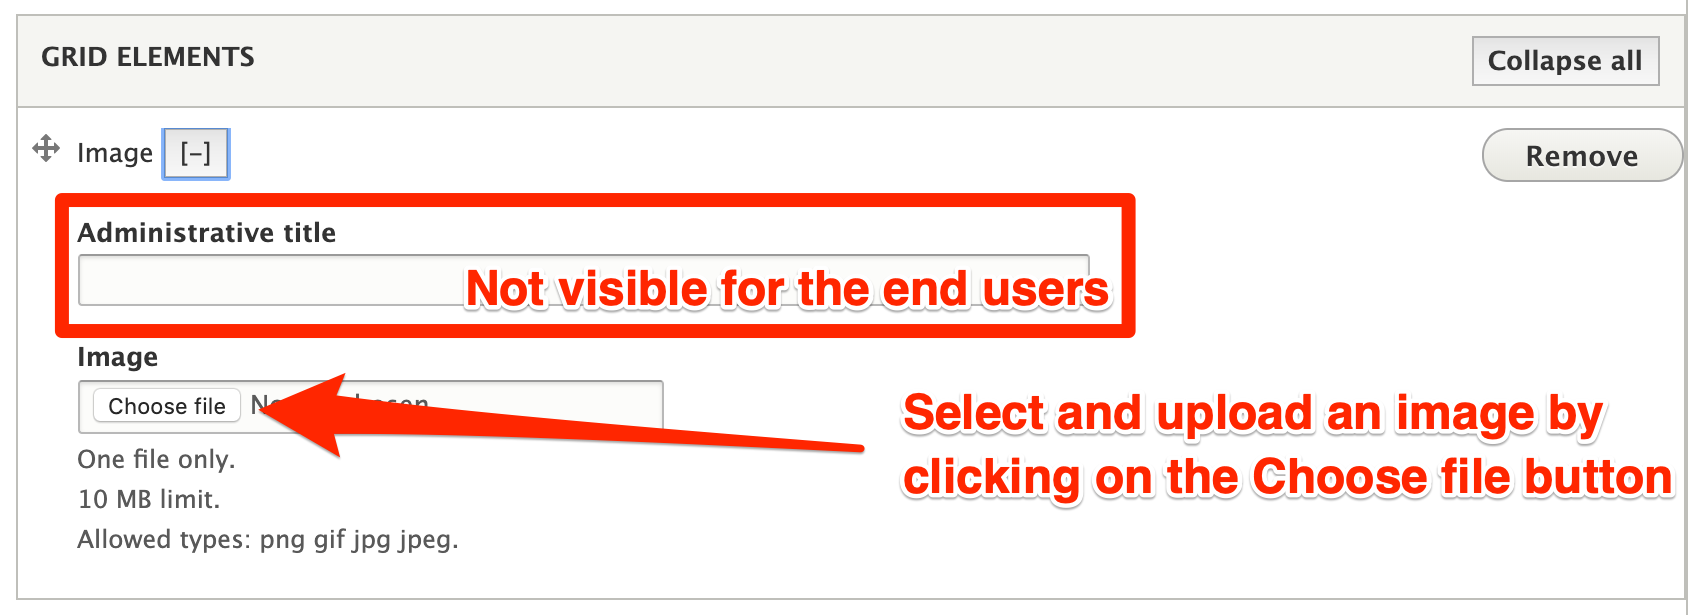 GRID ELEMENTS
Collapse all
Image [–]
Remove
Administrative title
Not visible for the end users
Image
Choose file
Select and upload an image by
clicking on the Choose file button
One file only.
10 MB limit.
Allowed types: png gif jpg jpeg.